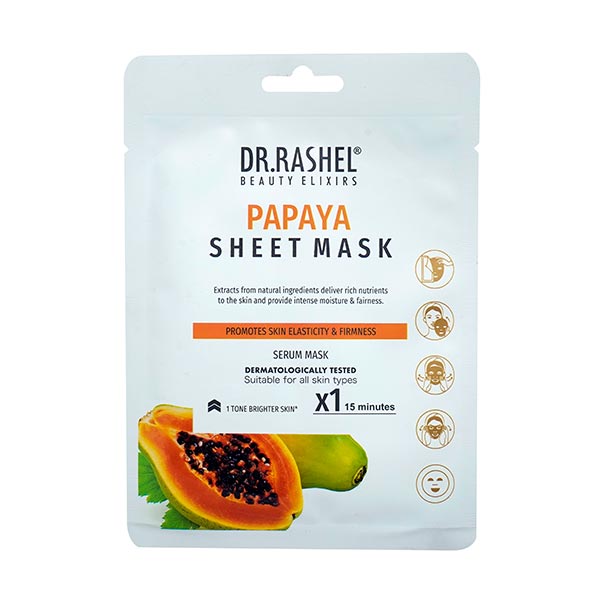 DR.RASHEL®
BEAUTY ELIXIRS
PAPAYA
SHEET MASK
Extracts from natural ingredients deliver rich nutrients
to the skin and provide intense moisture & fairness.
PROMOTES SKIN ELASTICITY & FIRMNESS
SERUM MASK
DERMATOLOGICALLY TESTED
Suitable for all skin types
1 TONE BRIGHTER SKIN*
X1 15 minutes